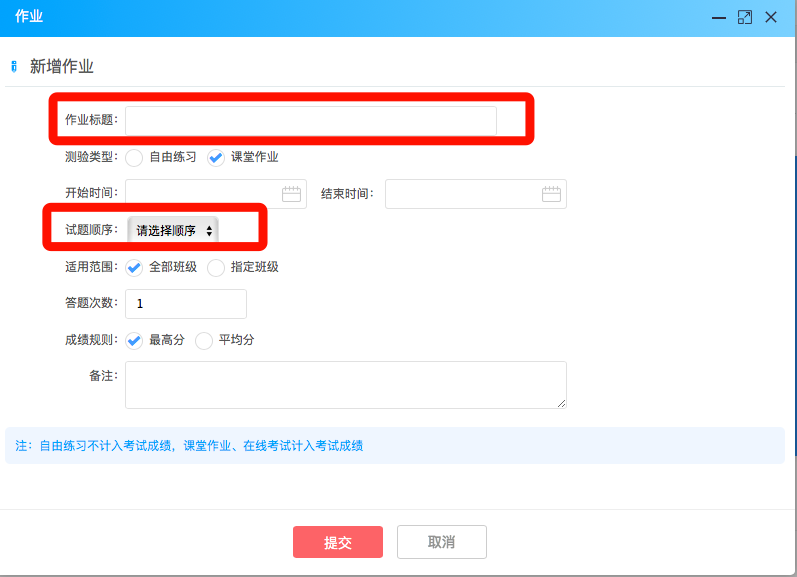 作业
新增作业
作业标题:
测验类型: 自由练习 课堂作业
开始时间: 结束时间:
试题顺序: 请选择顺序
适用范围: 全部班级 指定班级
答题次数: 1
成绩规则: 最高分 平均分
备注:
注: 自由练习不计入考试成绩, 课堂作业、在线考试计入考试成绩
提交 取消